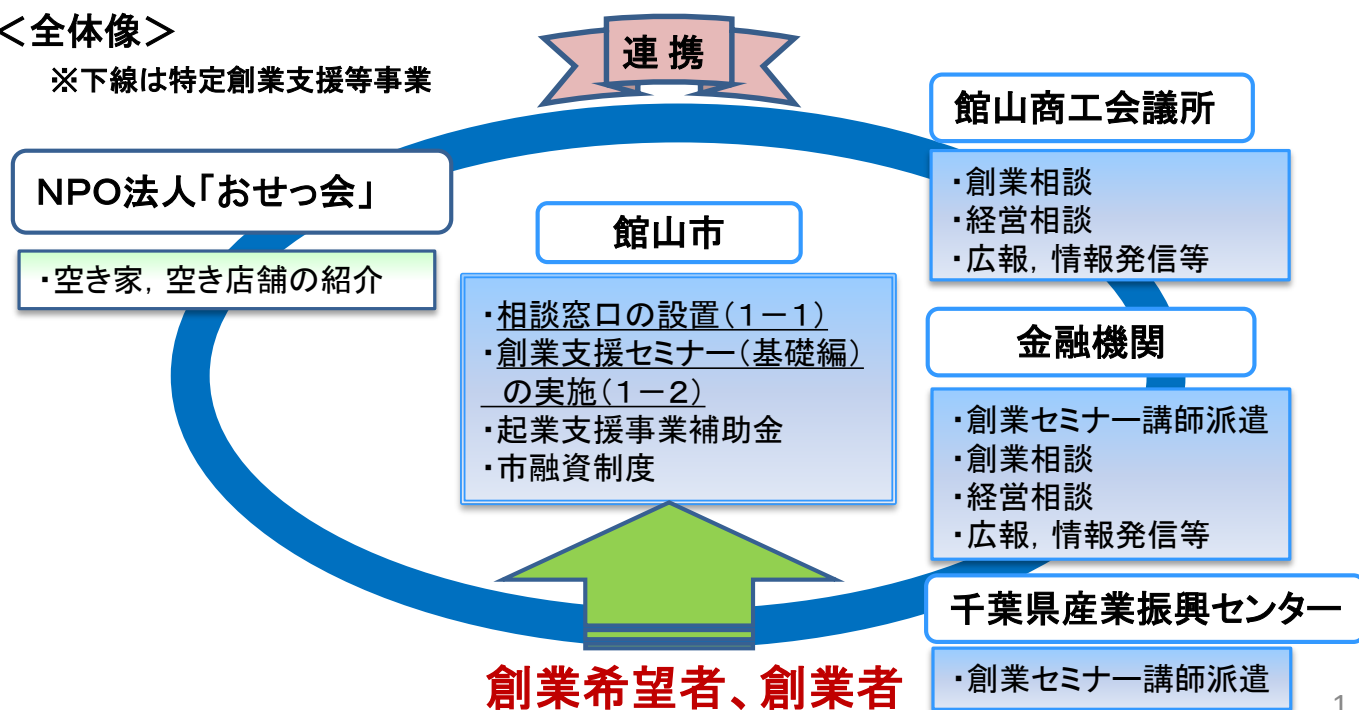 ＜全体像＞
※下線は特定創業支援等事業
連 携
NPO法人｢おせっ会｣
・空き家，空き店舗の紹介
館山市
・相談窓口の設置（１－１）
・創業支援セミナー（基礎編）
の実施（１－２）
・起業支援事業補助金
・市融資制度
館山商工会議所
・創業相談
・経営相談
・広報，情報発信等
金融機関
・創業セミナー講師派遣
・創業相談
・経営相談
・広報，情報発信等
千葉県産業振興センター
・創業セミナー講師派遣
創業希望者、創業者
1